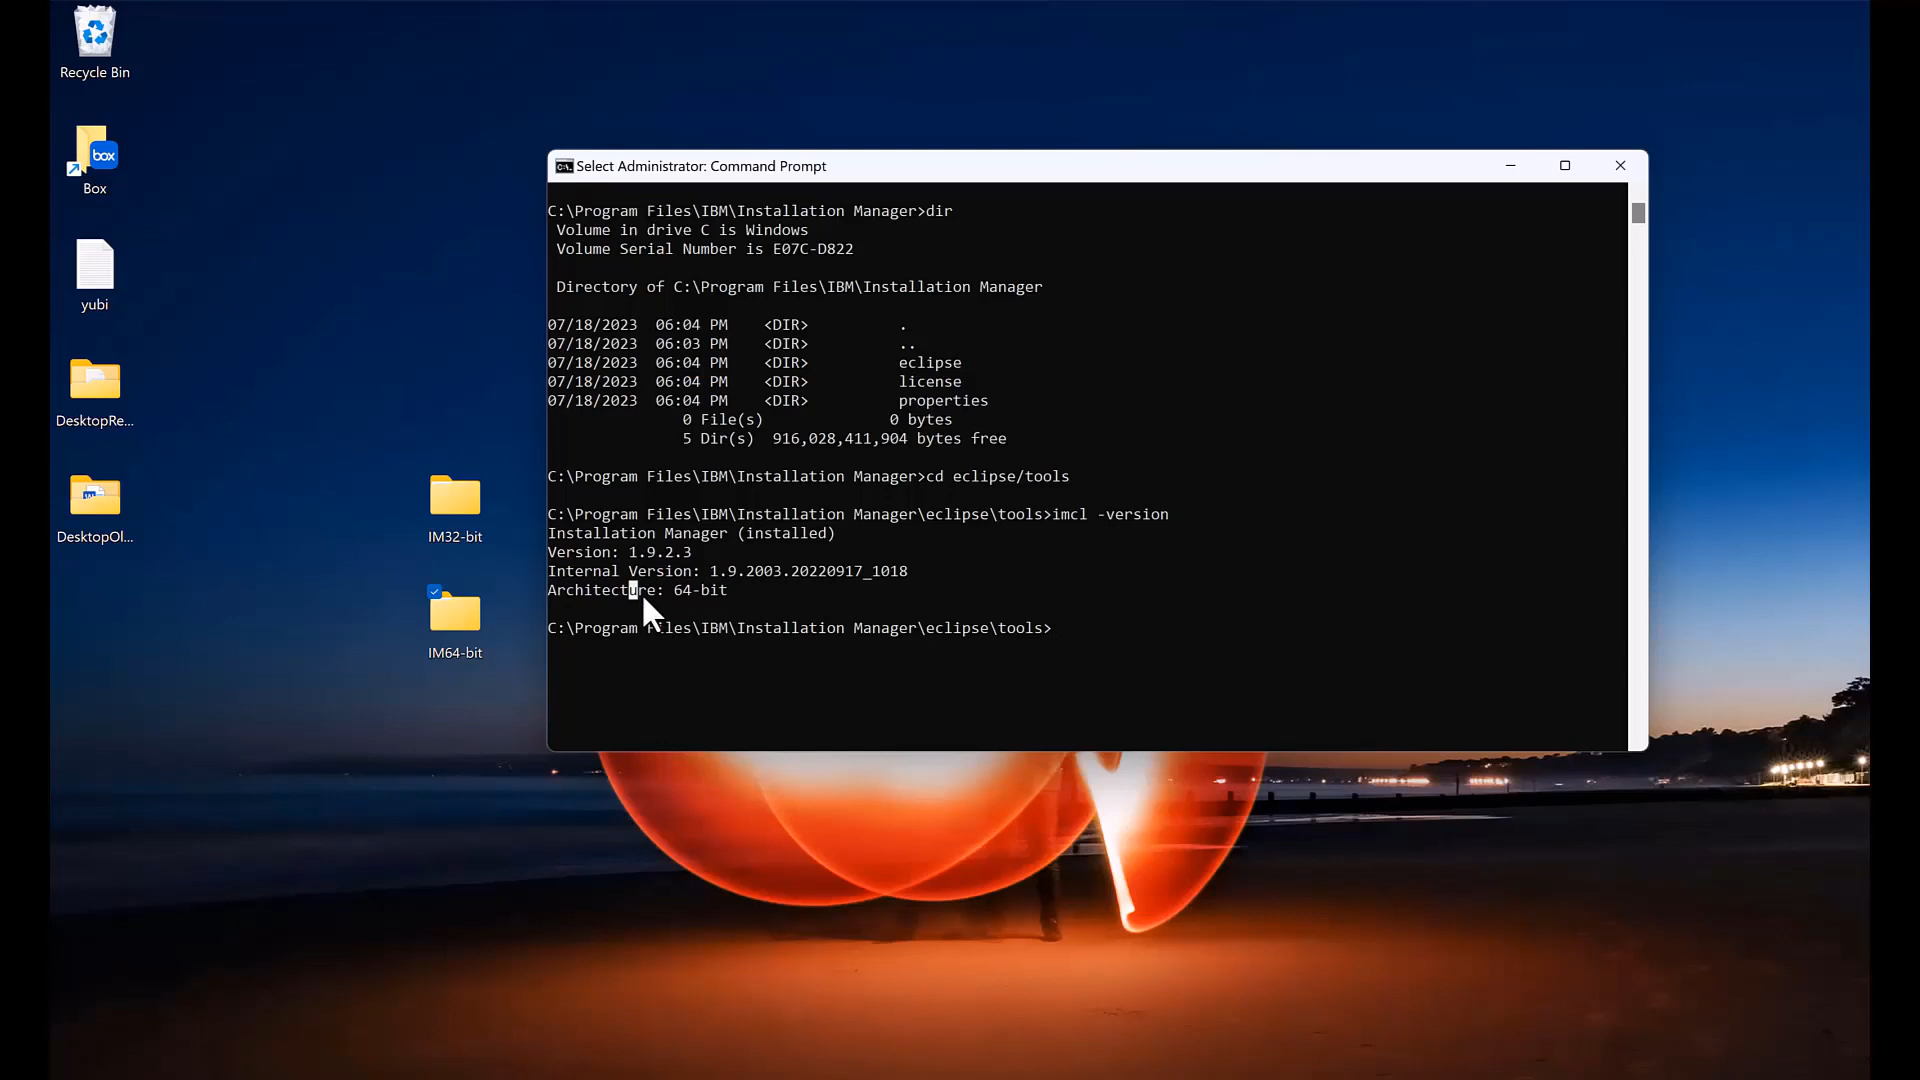 Recycle Bin
box
Box
yubi
DesktopRe...
DesktopOl...
IM32-bit
IM64-bit
Select Administrator: Command Prompt
C:\Program Files\IBM\Installation Manager>dir
Volume in drive C is Windows
Volume Serial Number is E07C-D822
Directory of C:\Program Files\IBM\Installation Manager
07/18/2023  06:04 PM    <DIR>          .
07/18/2023  06:03 PM    <DIR>          ..
07/18/2023  06:04 PM    <DIR>          eclipse
07/18/2023  06:04 PM    <DIR>          license
07/18/2023  06:04 PM    <DIR>          properties
0 File(s)              0 bytes
5 Dir(s)  916,028,411,904 bytes free
C:\Program Files\IBM\Installation Manager>cd eclipse/tools
C:\Program Files\IBM\Installation Manager\eclipse\tools>imcl -version
Installation Manager (installed)
Version: 1.9.2.3
Internal Version: 1.9.2003.20220917_1018
Architecture: 64-bit
C:\Program Files\IBM\Installation Manager\eclipse\tools>